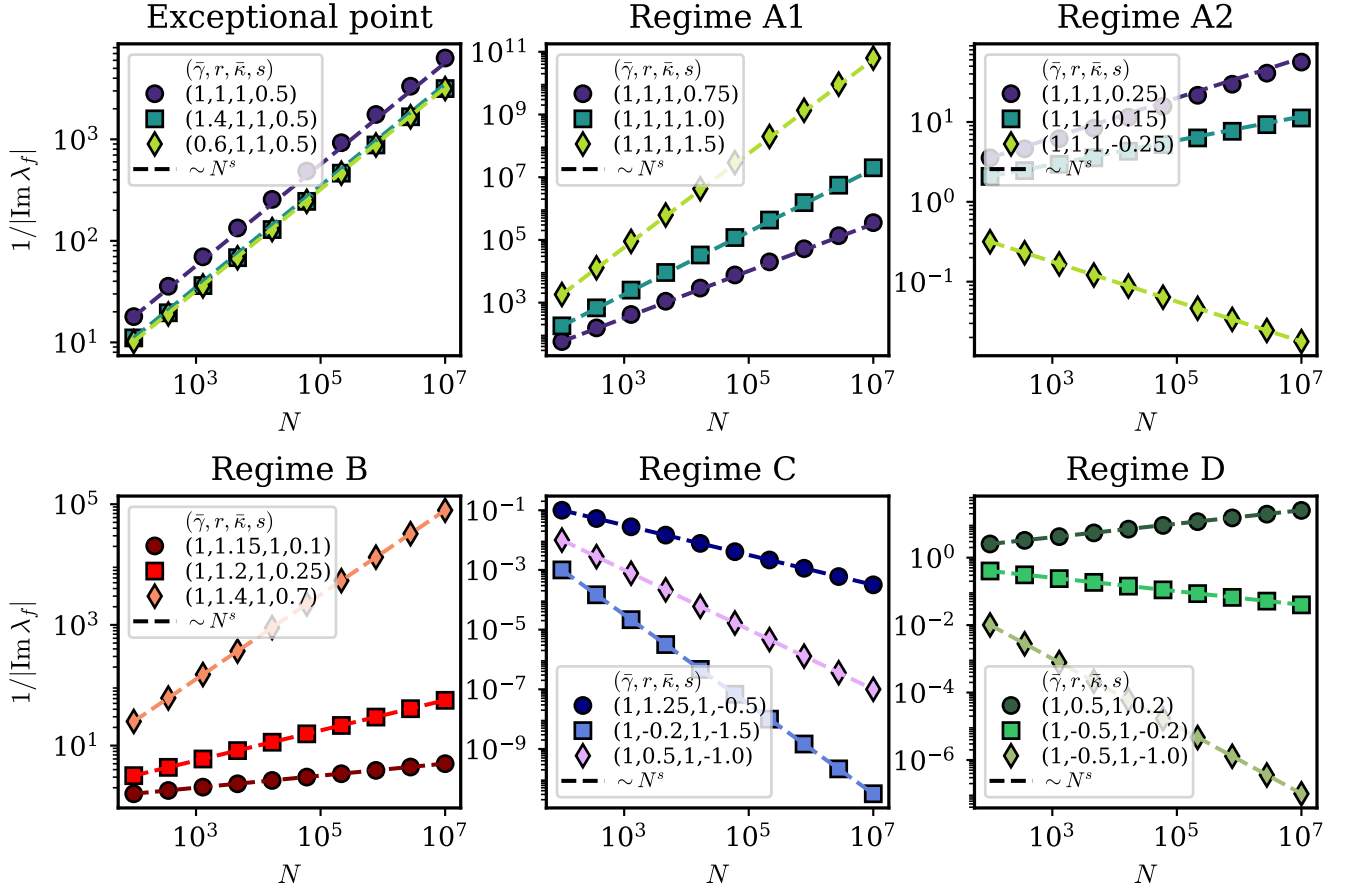 Exceptional point
Regime A1
Regime A2
1/|Im λ_f|
10^3
10^2
10^1
(γ̄, r, κ̄, s)
(1,1,1,0.5)
(1.4,1,1,0.5)
(0.6,1,1,0.5)
∼ N^s
10^3
10^5
10^7
N
10^11
10^9
10^7
10^5
10^3
(γ̄, r, κ̄, s)
(1,1,1,0.75)
(1,1,1,1.0)
(1,1,1,1.5)
∼ N^s
10^3
10^5
10^7
N
10^1
10^0
10^−1
(γ̄, r, κ̄, s)
(1,1,1,0.25)
(1,1,1,0.15)
(1,1,1,-0.25)
∼ N^s
10^3
10^5
10^7
N
Regime B
Regime C
Regime D
1/|Im λ_f|
10^5
10^3
10^1
(γ̄, r, κ̄, s)
(1,1.15,1,0.1)
(1,1.2,1,0.25)
(1,1.4,1,0.7)
∼ N^s
10^3
10^5
10^7
N
10^−1
10^−3
10^−5
10^−7
10^−9
(γ̄, r, κ̄, s)
(1,1.25,1,-0.5)
(1,-0.2,1,-1.5)
(1,0.5,1,-1.0)
∼ N^s
10^3
10^5
10^7
N
10^0
10^−2
10^−4
10^−6
(γ̄, r, κ̄, s)
(1,0.5,1,0.2)
(1,-0.5,1,-0.2)
(1,-0.5,1,-1.0)
∼ N^s
10^3
10^5
10^7
N